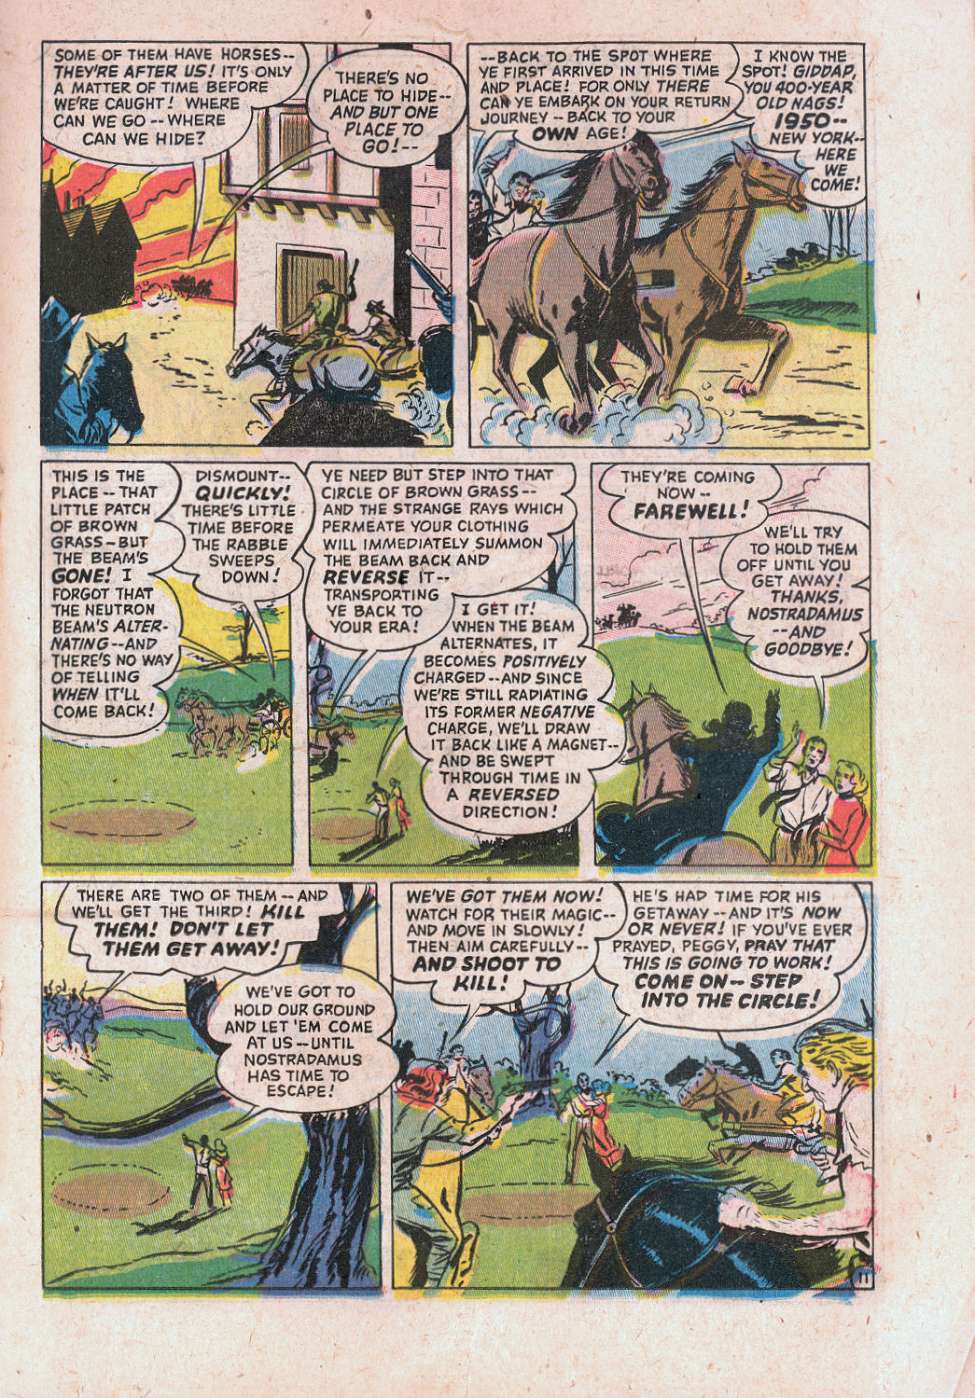 SOME OF THEM HAVE HORSES--
THEY'RE AFTER US! IT'S ONLY
A MATTER OF TIME BEFORE
WE'RE CAUGHT! WHERE
CAN WE GO--WHERE
CAN WE HIDE?
THERE'S NO
PLACE TO HIDE--
AND BUT ONE
PLACE TO
GO!--
--BACK TO THE SPOT WHERE
YE FIRST ARRIVED IN THIS TIME
AND PLACE! FOR ONLY THERE
CAN YE EMBARK ON YOUR RETURN
JOURNEY--BACK TO YOUR
OWN AGE!
I KNOW THE
SPOT! GIDDAP,
YOU 400-YEAR
OLD NAGS!
1950--
NEW YORK--
HERE
WE
COME!
THIS IS THE
PLACE--THAT
LITTLE PATCH
OF BROWN
GRASS--BUT
THE BEAM'S
GONE! I
FORGOT THAT
THE NEUTRON
BEAM'S ALTER-
NATING--AND
THERE'S NO WAY
OF TELLING
WHEN IT'LL
COME BACK!
DISMOUNT--
QUICKLY!
THERE'S LITTLE
TIME BEFORE
THE RABBLE
SWEEPS
DOWN!
YE NEED BUT STEP INTO THAT
CIRCLE OF BROWN GRASS--
AND THE STRANGE RAYS WHICH
PERMEATE YOUR CLOTHING
WILL IMMEDIATELY SUMMON
THE BEAM BACK AND
REVERSE IT--
TRANSPORTING
YE BACK TO
YOUR ERA!
I GET IT!
WHEN THE BEAM
ALTERNATES, IT
BECOMES POSITIVELY
CHARGED--AND SINCE
WE'RE STILL RADIATING
ITS FORMER NEGATIVE
CHARGE, WE'LL DRAW
IT BACK LIKE A MAGNET--
AND BE SWEPT
THROUGH TIME IN
A REVERSED
DIRECTION!
THEY'RE COMING
NOW--
FAREWELL!
WE'LL TRY
TO HOLD THEM
OFF UNTIL YOU
GET AWAY!
THANKS,
NOSTRADAMUS
--AND
GOODBYE!
THERE ARE TWO OF THEM--AND
WE'LL GET THE THIRD! KILL
THEM! DON'T LET
THEM GET AWAY!
WE'VE GOT TO
HOLD OUR GROUND
AND LET 'EM COME
AT US--UNTIL
NOSTRADAMUS
HAS TIME TO
ESCAPE!
WE'VE GOT THEM NOW!
WATCH FOR THEIR MAGIC--
AND MOVE IN SLOWLY!
THEN AIM CAREFULLY--
AND SHOOT TO
KILL!
HE'S HAD TIME FOR HIS
GETAWAY--AND IT'S NOW
OR NEVER! IF YOU'VE EVER
PRAYED, PEGGY, PRAY THAT
THIS IS GOING TO WORK!
COME ON--STEP
INTO THE CIRCLE!
11